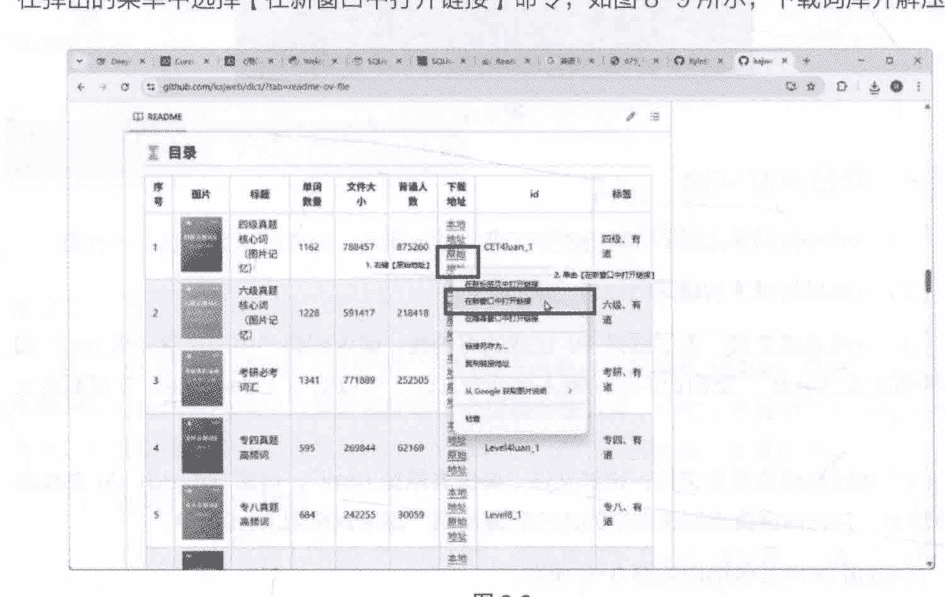 在弹出的菜单中选择【在新窗口中打开链接】命令，如图8-9所示，下载词库并解压
github.com/kajweb/dict/?tab=readme-ov-file
README
目录
序号 图片 标题 单词数量 文件大小 普通人数 下载地址 id 标签
1 四级真题核心词（图片记忆） 1162 788457 875260 本地地址 原始地址 CET4luan_1 四级、有道
1. 右键【原始地址】
2. 单击【在新窗口中打开链接】
在新标签页中打开链接
在新窗口中打开链接
在隐身窗口中打开链接
链接另存为...
复制链接地址
从 Google 获取图片说明
检查
2 六级真题核心词（图片记忆） 1228 591417 218418 六级、有道
3 考研必考词汇 1341 771889 252505 考研、有道
4 专四真题高频词 595 269844 62169 地址 原始地址 Level4luan_1 专四、有道
5 专八真题高频词 684 242255 30059 本地地址 原始地址 Level8_1 专八、有道
本地